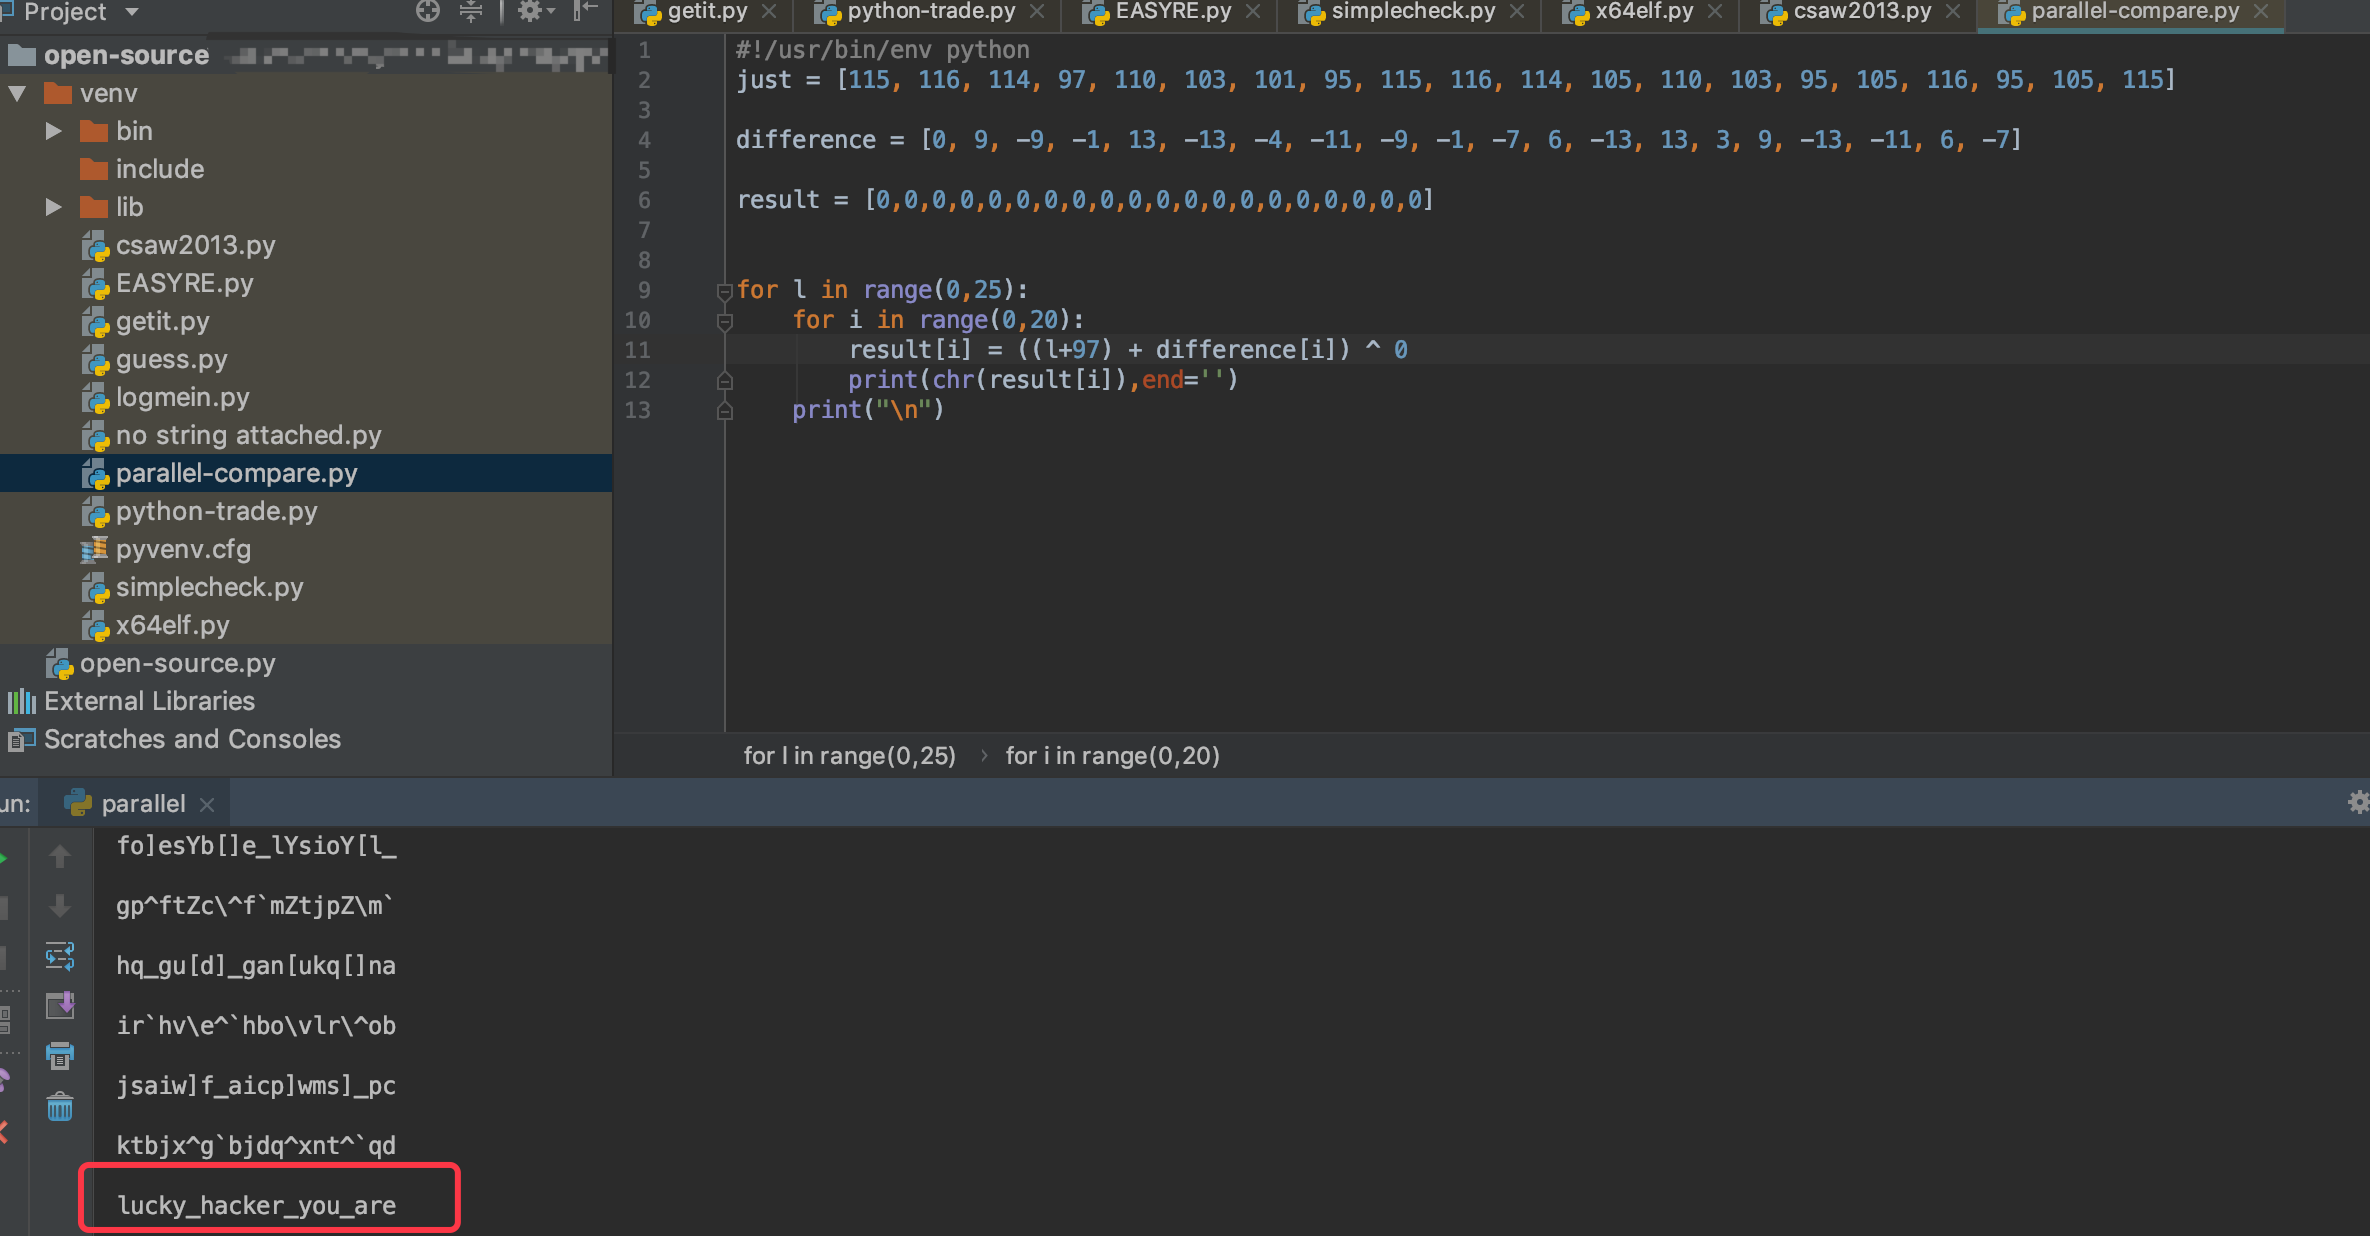 Project
getit.py
python-trade.py
EASYRE.py
simplecheck.py
x64elf.py
csaw2013.py
parallel-compare.py
open-source
venv
bin
include
lib
csaw2013.py
EASYRE.py
getit.py
guess.py
logmein.py
no string attached.py
parallel-compare.py
python-trade.py
pyvenv.cfg
simplecheck.py
x64elf.py
open-source.py
External Libraries
Scratches and Consoles
1 #!/usr/bin/env python
2 just = [115, 116, 114, 97, 110, 103, 101, 95, 115, 116, 114, 105, 110, 103, 95, 105, 116, 95, 105, 115]
3
4 difference = [0, 9, -9, -1, 13, -13, -4, -11, -9, -1, -7, 6, -13, 13, 3, 9, -13, -11, 6, -7]
5
6 result = [0,0,0,0,0,0,0,0,0,0,0,0,0,0,0,0,0,0,0,0]
7
8
9 for l in range(0,25):
10 for i in range(0,20):
11 result[i] = ((l+97) + difference[i]) ^ 0
12 print(chr(result[i]),end='')
13 print("\n")
for l in range(0,25) › for i in range(0,20)
un: parallel
fo]esYb[]e_lYsioY[l_
gp^ftZc\^f`mZtjpZ\m`
hq_gu[d]_gan[ukq[]na
ir`hv\e^`hbo\vlr\^ob
jsaiw]f_aicp]wms]_pc
ktbjx^g`bjdq^xnt^`qd
lucky_hacker_you_are